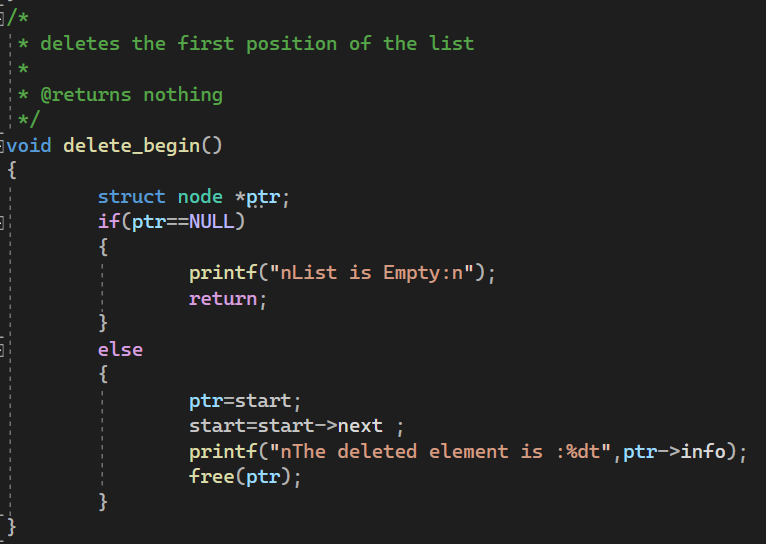 /*
* deletes the first position of the list
*
* @returns nothing
*/
void delete_begin()
{
struct node *ptr;
if(ptr==NULL)
{
printf("nList is Empty:n");
return;
}
else
{
ptr=start;
start=start->next ;
printf("nThe deleted element is :%dt",ptr->info);
free(ptr);
}
}